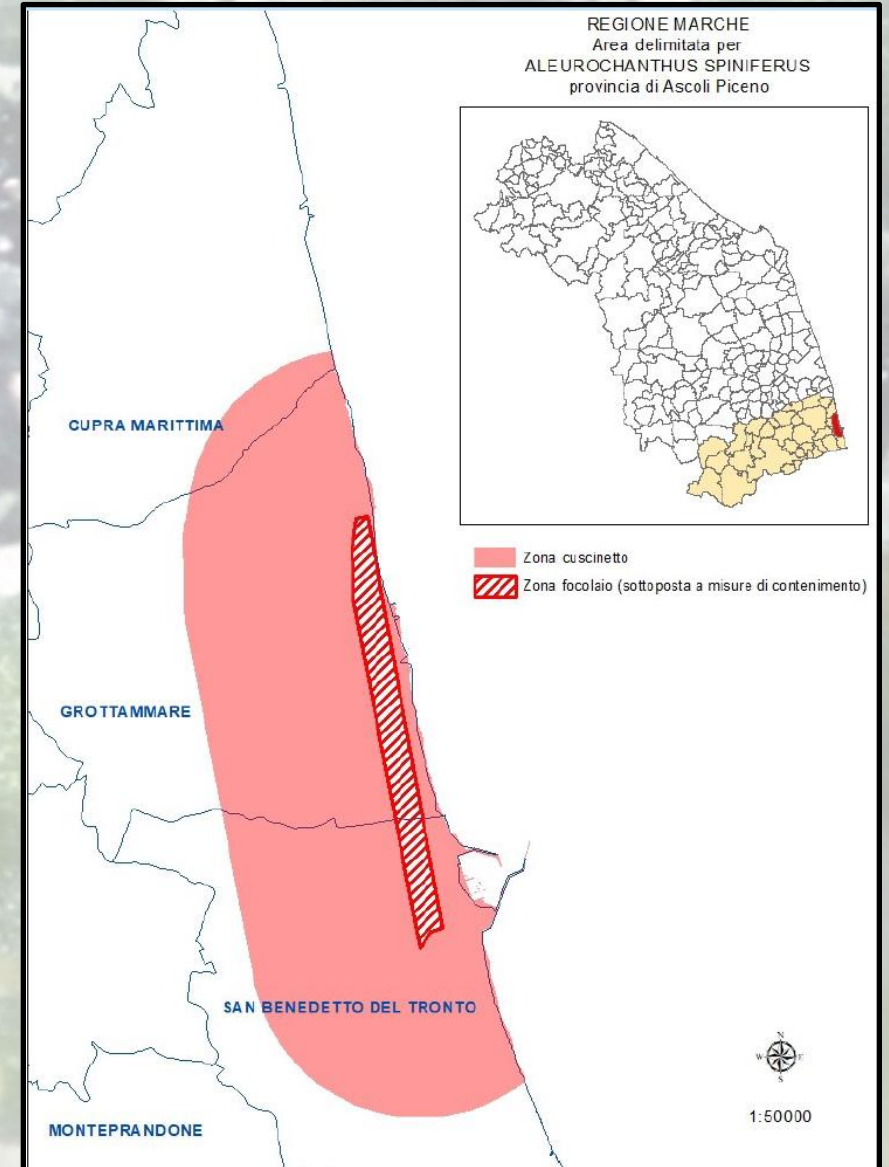 REGIONE MARCHE
Area delimitata per
ALEUROCHANTHUS SPINIFERUS
provincia di Ascoli Piceno
Zona cuscinetto
Zona focolaio (sottoposta a misure di contenimento)
CUPRA MARITTIMA
GROTTAMMARE
SAN BENEDETTO DEL TRONTO
MONTEPRANDONE
N
W E
S
1:50000